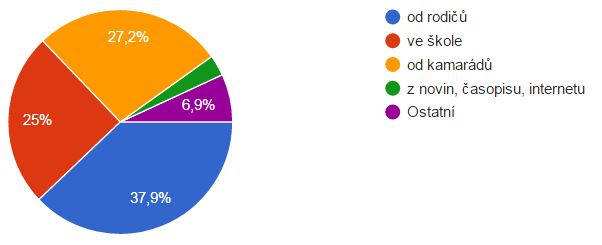 27,2%
25%
6,9%
37,9%
od rodičů
ve škole
od kamarádů
z novin, časopisu, internetu
Ostatní